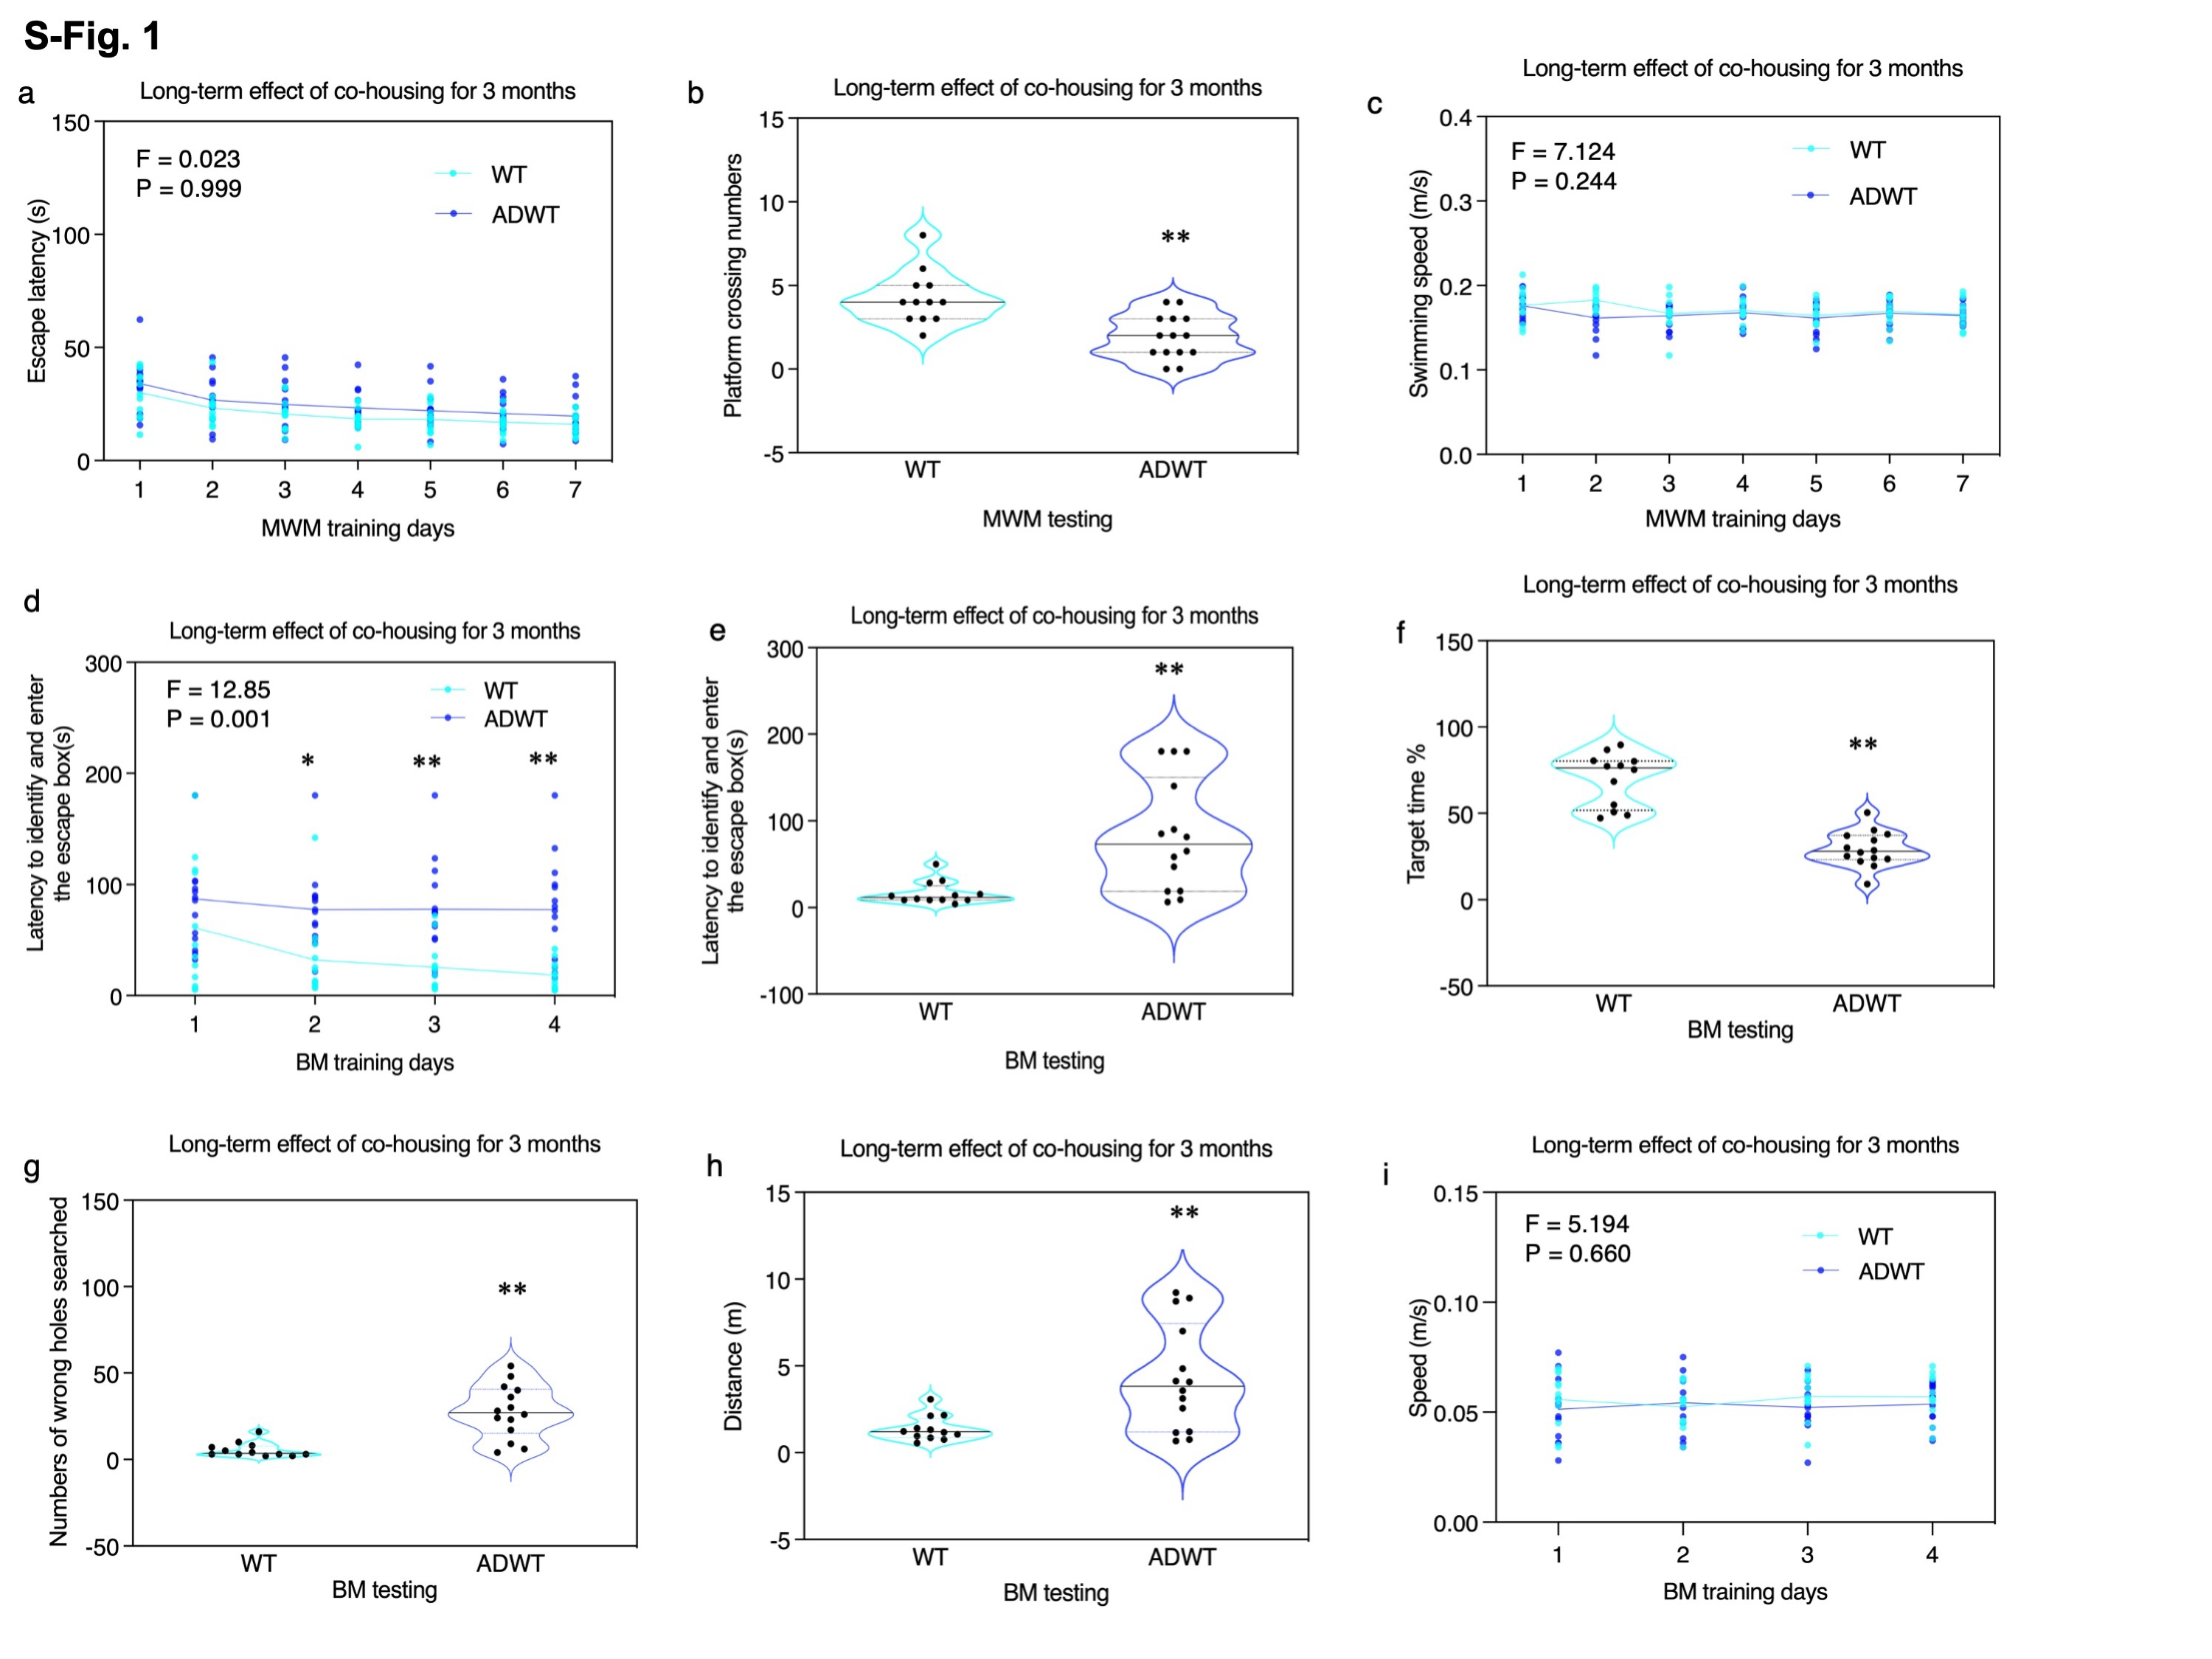 S-Fig. 1
a
Long-term effect of co-housing for 3 months
150
100
50
0
Escape latency (s)
F = 0.023
P = 0.999
WT
ADWT
1 2 3 4 5 6 7
MWM training days
b
Long-term effect of co-housing for 3 months
15
10
5
0
-5
Platform crossing numbers
**
WT ADWT
MWM testing
c
Long-term effect of co-housing for 3 months
0.4
0.3
0.2
0.1
0.0
Swimming speed (m/s)
F = 7.124
P = 0.244
WT
ADWT
1 2 3 4 5 6 7
MWM training days
d
Long-term effect of co-housing for 3 months
300
200
100
0
Latency to identify and enter
the escape box(s)
F = 12.85
P = 0.001
WT
ADWT
* ** **
1 2 3 4
BM training days
e
Long-term effect of co-housing for 3 months
300
200
100
0
-100
Latency to identify and enter
the escape box(s)
**
WT ADWT
BM testing
f
Long-term effect of co-housing for 3 months
150
100
50
0
-50
Target time %
**
WT ADWT
BM testing
g
Long-term effect of co-housing for 3 months
150
100
50
0
-50
Numbers of wrong holes searched
**
WT ADWT
BM testing
h
Long-term effect of co-housing for 3 months
15
10
5
0
-5
Distance (m)
**
WT ADWT
BM testing
i
Long-term effect of co-housing for 3 months
0.15
0.10
0.05
0.00
Speed (m/s)
F = 5.194
P = 0.660
WT
ADWT
1 2 3 4
BM training days